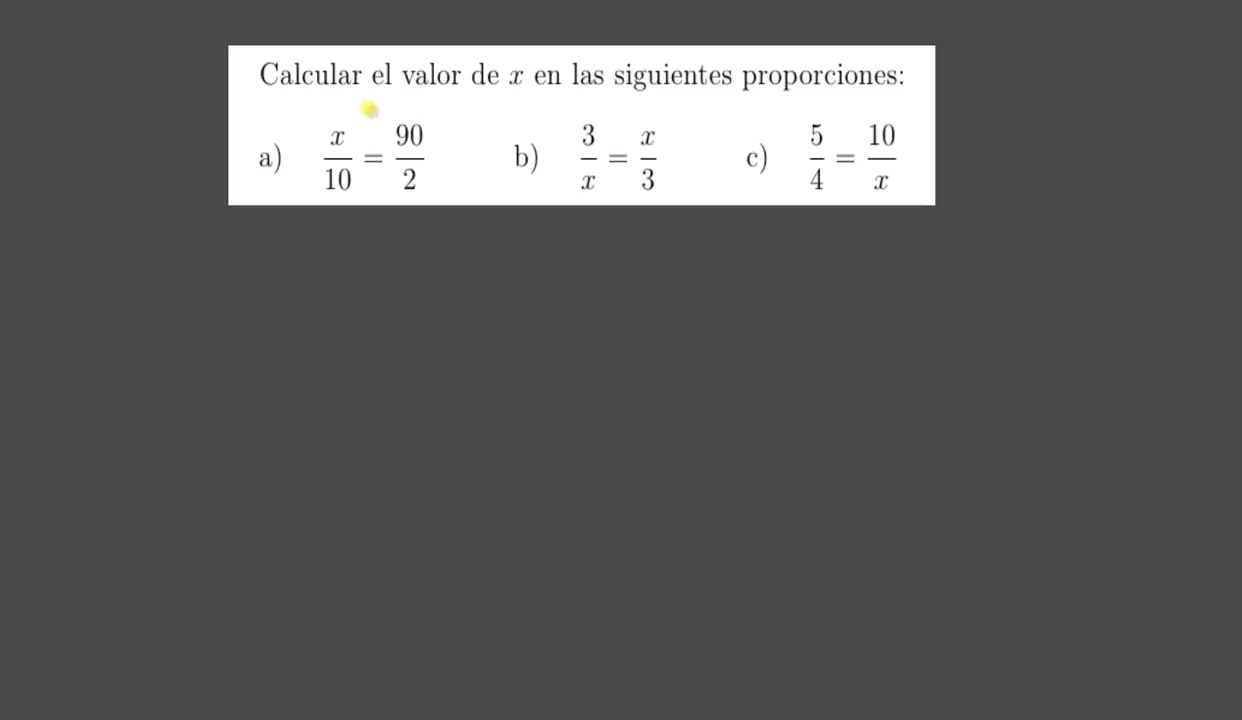 Calcular el valor de x en las siguientes proporciones:
a) x/10 = 90/2 b) 3/x = x/3 c) 5/4 = 10/x